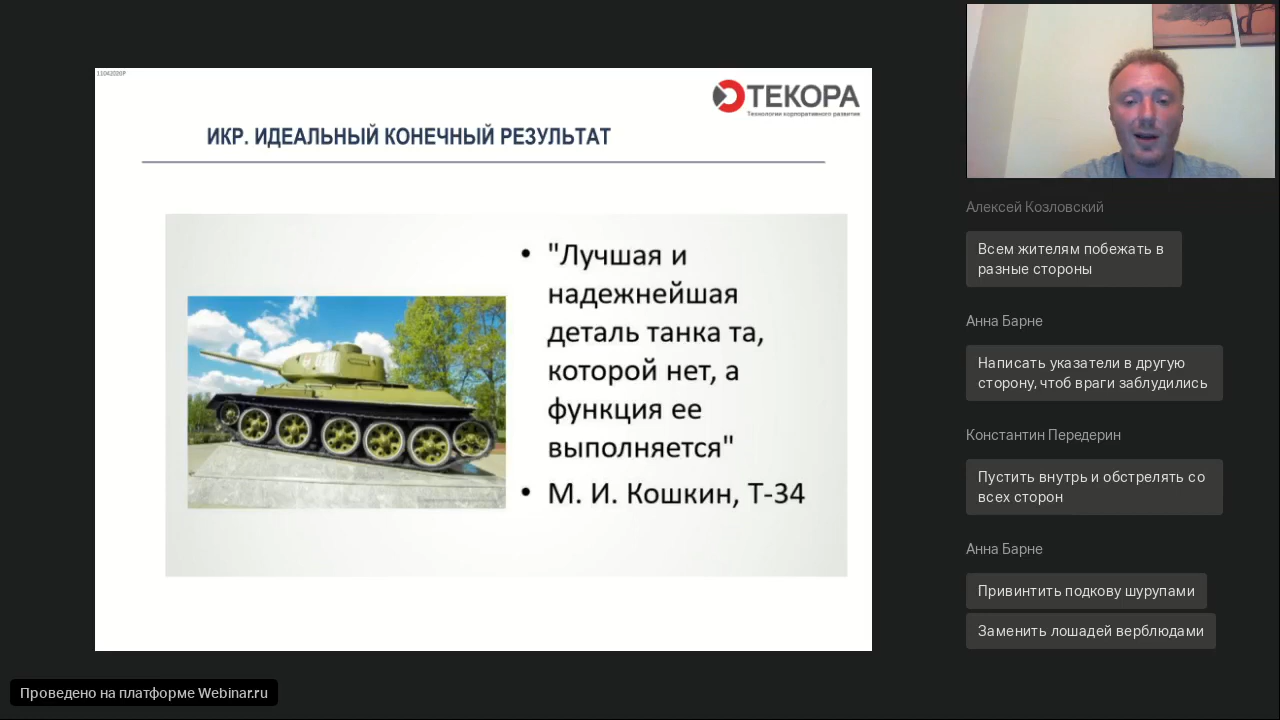 11042020P
ТЕКОРА
Технологии корпоративного развития
ИКР. ИДЕАЛЬНЫЙ КОНЕЧНЫЙ РЕЗУЛЬТАТ
• "Лучшая и
надежнейшая
деталь танка та,
которой нет, а
функция ее
выполняется"
• М. И. Кошкин, Т-34
Алексей Козловский
Всем жителям побежать в
разные стороны
Анна Барне
Написать указатели в другую
сторону, чтоб враги заблудились
Константин Передерин
Пустить внутрь и обстрелять со
всех сторон
Анна Барне
Привинтить подкову шурупами
Заменить лошадей верблюдами
Проведено на платформе Webinar.ru